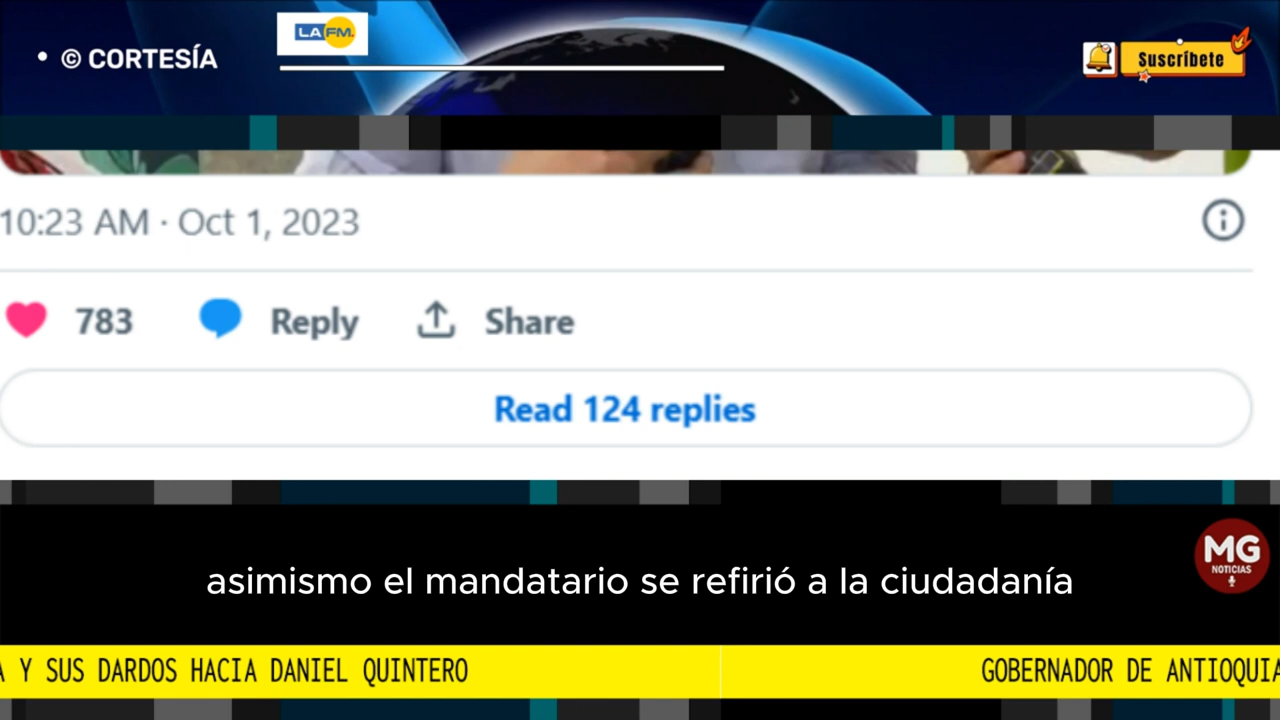 © CORTESÍA
LA FM.
Suscríbete
10:23 AM · Oct 1, 2023
783 Reply Share
Read 124 replies
MG
NOTICIAS
asimismo el mandatario se refirió a la ciudadanía
A Y SUS DARDOS HACIA DANIEL QUINTERO GOBERNADOR DE ANTIOQUIA